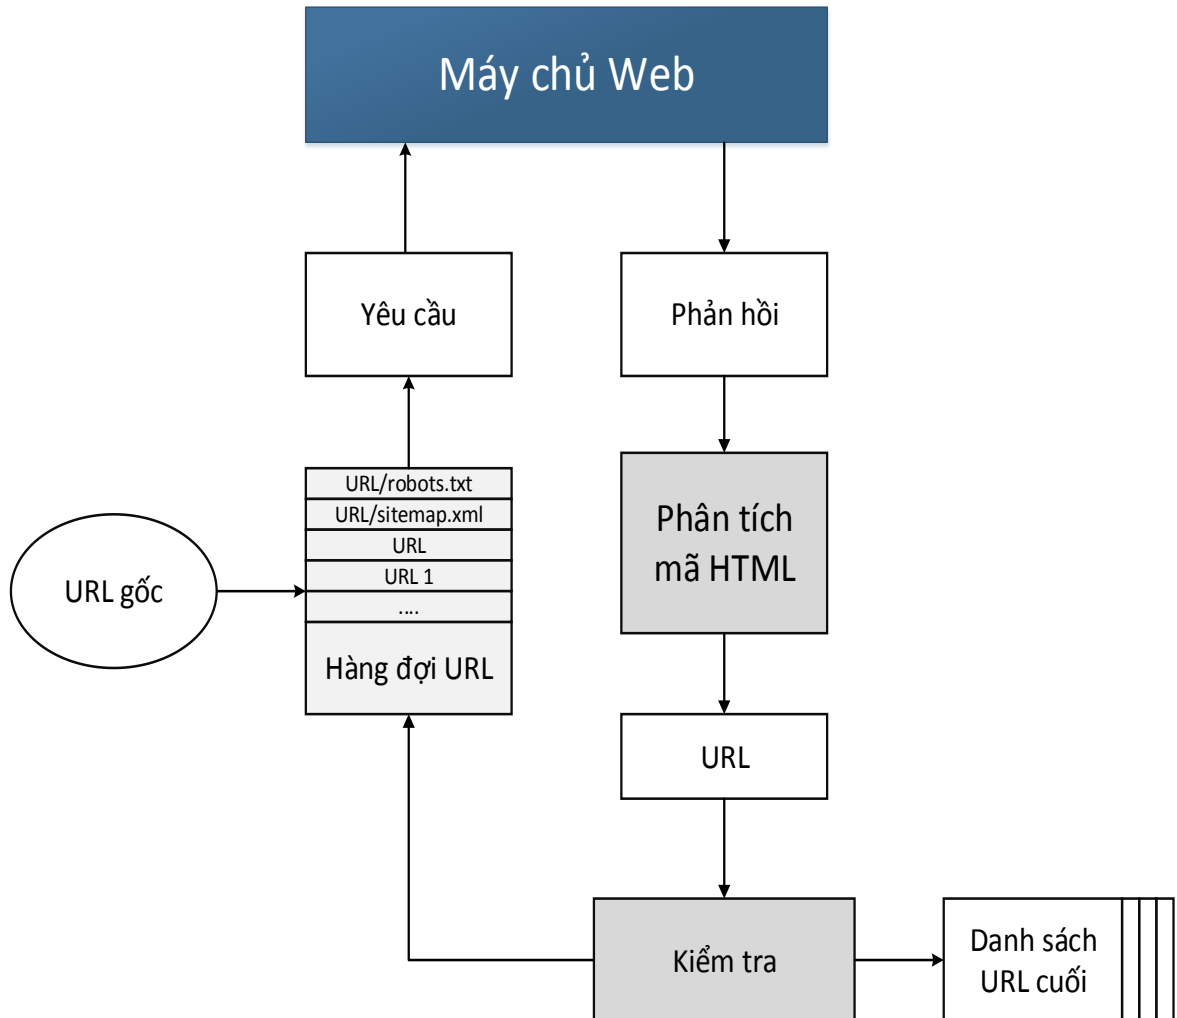 Máy chủ Web
Yêu cầu
Phản hồi
URL/robots.txt
URL/sitemap.xml
URL
URL 1
....
Hàng đợi URL
URL gốc
Phân tích
mã HTML
URL
Kiểm tra
Danh sách
URL cuối